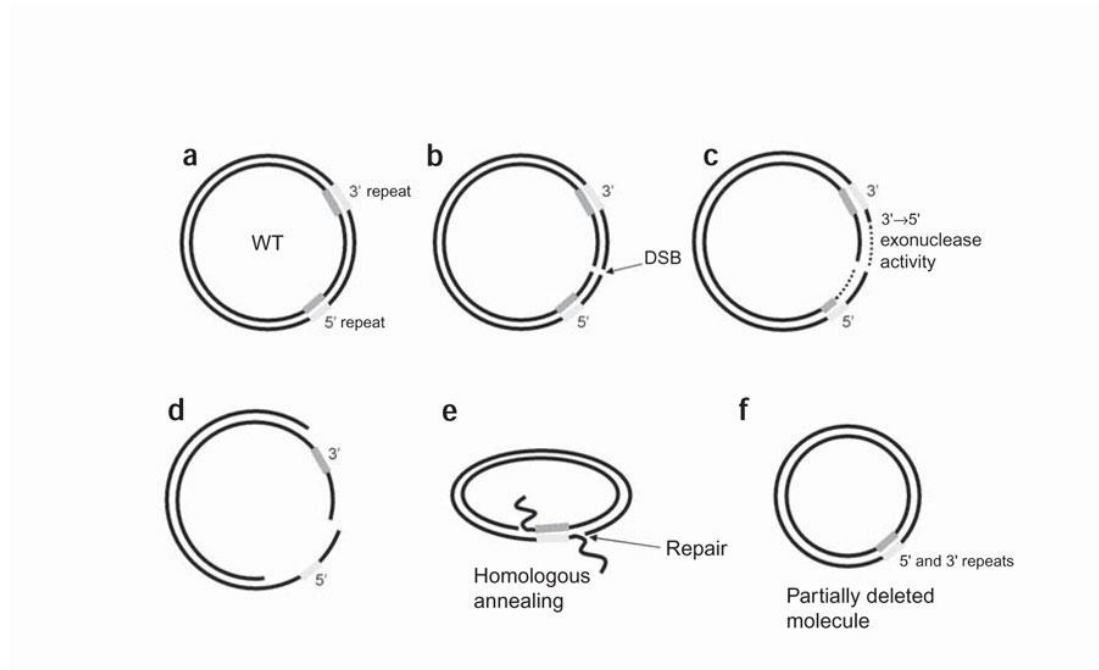 a
3' repeat
WT
5' repeat
b
3'
DSB
5'
c
3'
3'→5'
exonuclease
activity
5'
d
3'
5'
e
Repair
Homologous
annealing
f
5' and 3' repeats
Partially deleted
molecule